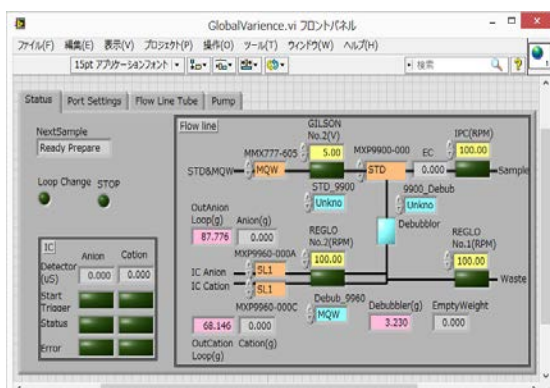 GlobalVarience.vi フロントパネル
ファイル(F) 編集(E) 表示(V) プロジェクト(P) 操作(O) ツール(T) ウィンドウ(W) ヘルプ(H)
15pt アプリケーションフォント 検索
Status Port Settings Flow Line Tube Pump
NextSample
Ready Prepare
Loop Change STOP
IC
Anion Cation
Detector (uS) 0.000 0.000
Start Trigger
Status
Error
Flow line
GILSON No.2(V)
5.00
MMX777-605
STD&MQW MQW
MXP9900-000
STD
EC
0.000
IPC(RPM)
100.00
Sample
STD_9900
Unkno
9900_Debub
Unkno
Debubblor
OutAnion Loop(g)
87.776
Anion(g)
0.000
REGLO No.2(RPM)
100.00
REGLO No.1(RPM)
100.00
MXP9960-000A
IC Anion SL1
IC Cation SL1
Waste
MXP9960-000C
68.146 0.000
OutCation Loop(g)
Cation(g)
Debub_9960
MQW
Debubbler(g)
3.230
EmptyWeight
0.000